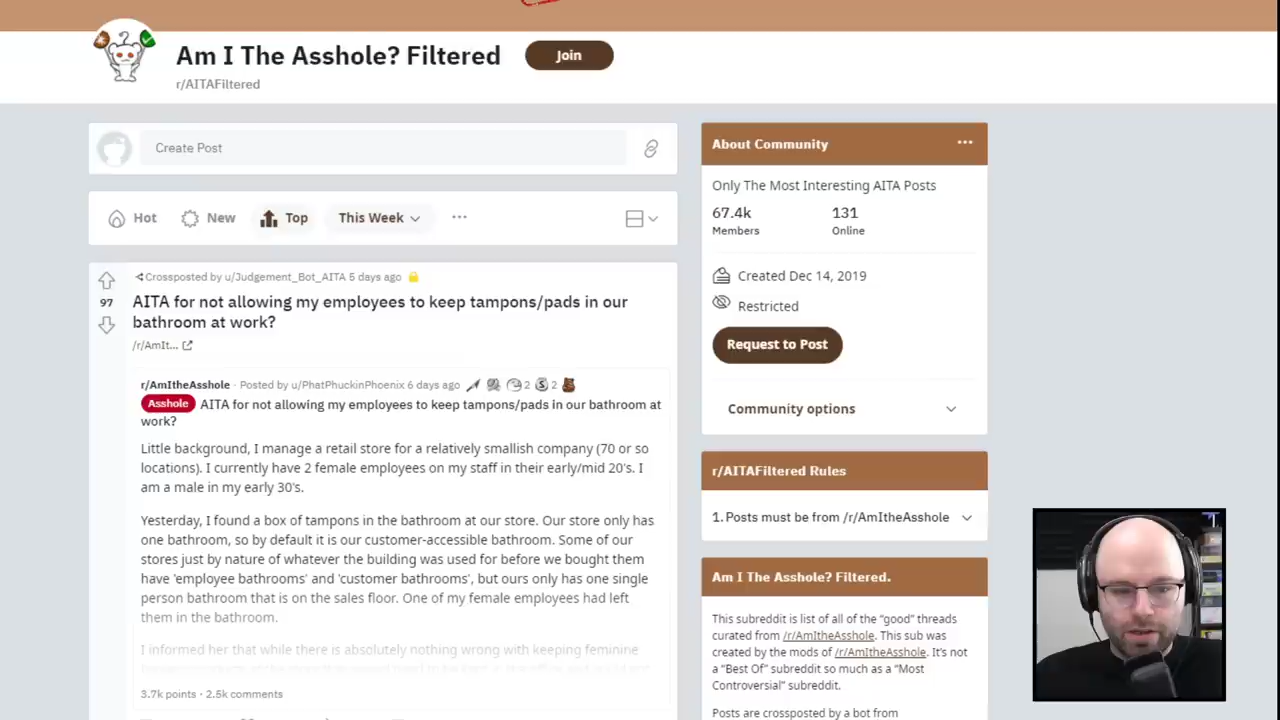 Am I The Asshole? Filtered
Join
r/AITAFiltered
Create Post
Hot
New
Top
This Week
Crossposted by u/Judgement_Bot_AITA 5 days ago
97
AITA for not allowing my employees to keep tampons/pads in our
bathroom at work?
/r/AmIt...
r/AmItheAsshole · Posted by u/PhatPhuckinPhoenix 6 days ago 2 2
Asshole AITA for not allowing my employees to keep tampons/pads in our bathroom at
work?
Little background, I manage a retail store for a relatively smallish company (70 or so
locations). I currently have 2 female employees on my staff in their early/mid 20's. I
am a male in my early 30's.
Yesterday, I found a box of tampons in the bathroom at our store. Our store only has
one bathroom, so by default it is our customer-accessible bathroom. Some of our
stores just by nature of whatever the building was used for before we bought them
have 'employee bathrooms' and 'customer bathrooms', but ours only has one single
person bathroom that is on the sales floor. One of my female employees had left
them in the bathroom.
I informed her that while there is absolutely nothing wrong with keeping feminine
3.7k points · 2.5k comments
About Community
Only The Most Interesting AITA Posts
67.4k
131
Members
Online
Created Dec 14, 2019
Restricted
Request to Post
Community options
r/AITAFiltered Rules
1. Posts must be from /r/AmItheAsshole
Am I The Asshole? Filtered.
This subreddit is list of all of the "good" threads
curated from /r/AmItheAsshole. This sub was
created by the mods of /r/AmItheAsshole. It's not
a "Best Of" subreddit so much as a "Most
Controversial" subreddit.
Posts are crossposted by a bot from